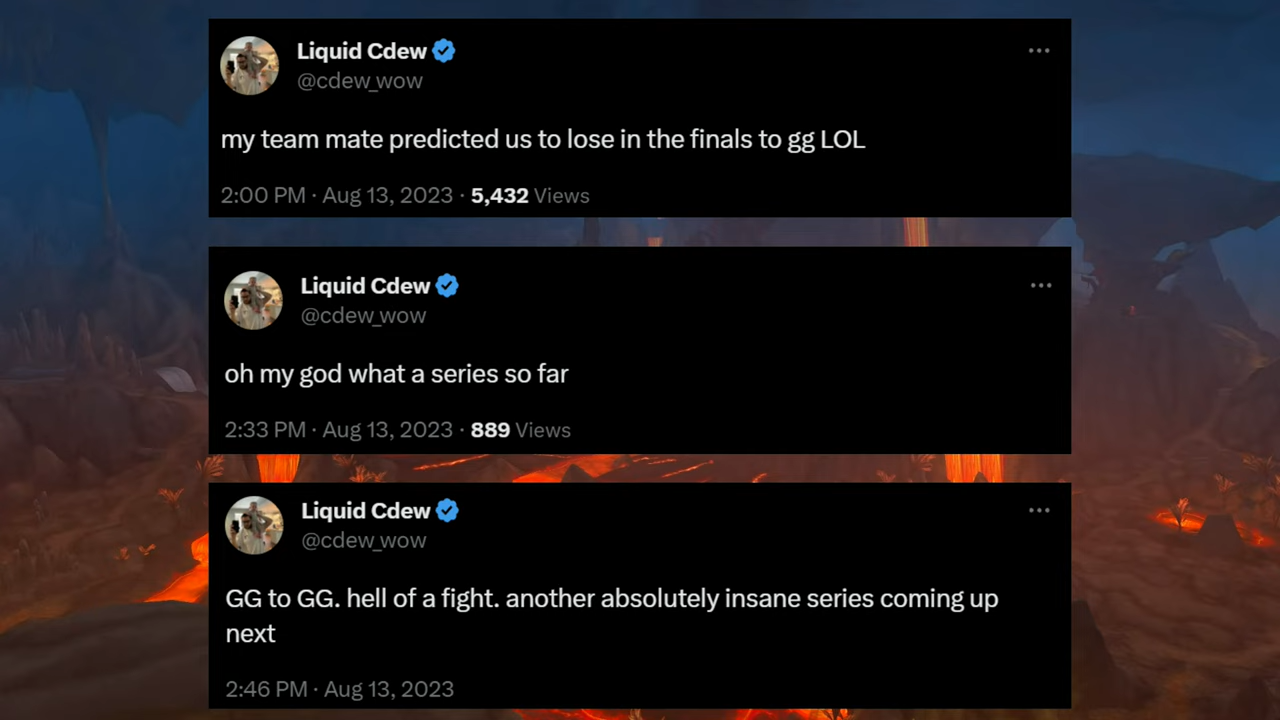 Liquid Cdew
@cdew_wow
my team mate predicted us to lose in the finals to gg LOL
2:00 PM · Aug 13, 2023 · 5,432 Views
Liquid Cdew
@cdew_wow
oh my god what a series so far
2:33 PM · Aug 13, 2023 · 889 Views
Liquid Cdew
@cdew_wow
GG to GG. hell of a fight. another absolutely insane series coming up
next
2:46 PM · Aug 13, 2023